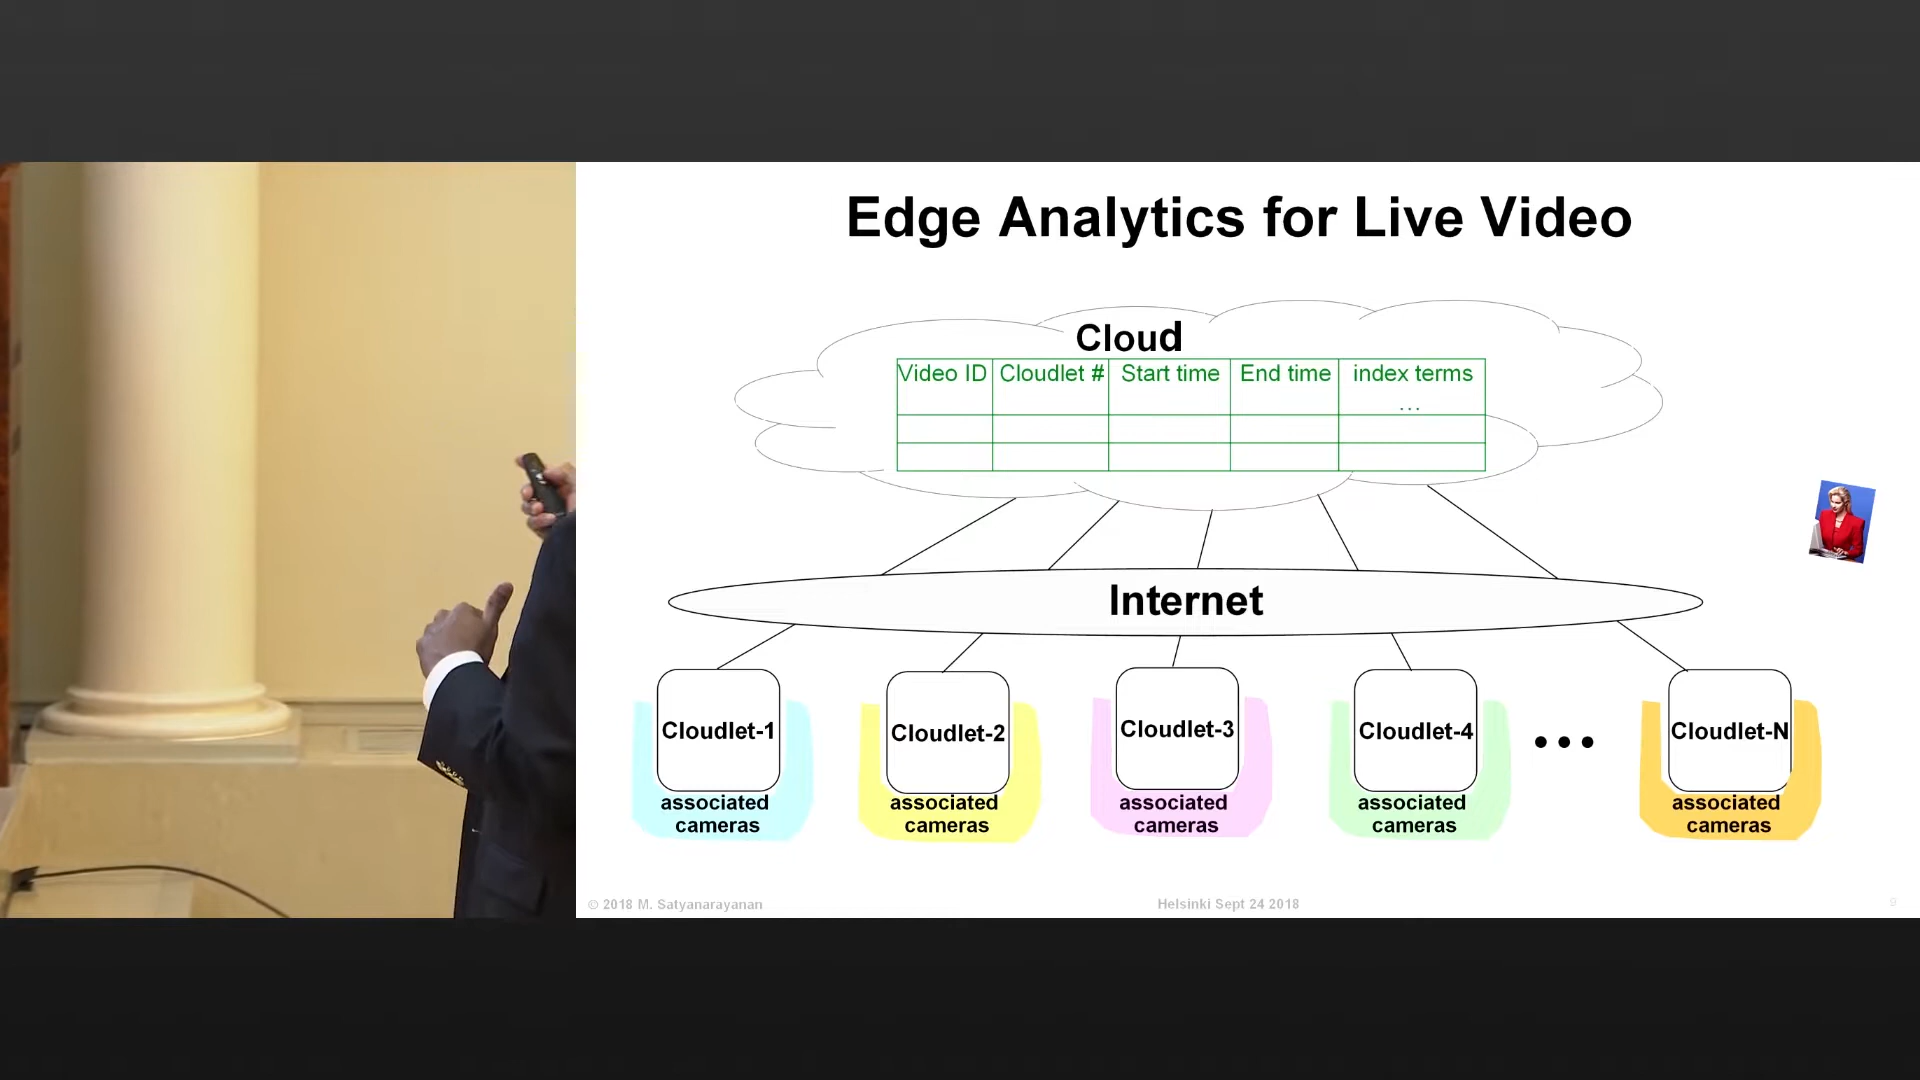 Edge Analytics for Live Video
Cloud
Video ID Cloudlet # Start time End time index terms
...
Internet
Cloudlet-1 Cloudlet-2 Cloudlet-3 Cloudlet-4 ... Cloudlet-N
associated associated associated associated associated
cameras cameras cameras cameras cameras
© 2018 M. Satyanarayanan Helsinki Sept 24 2018 9